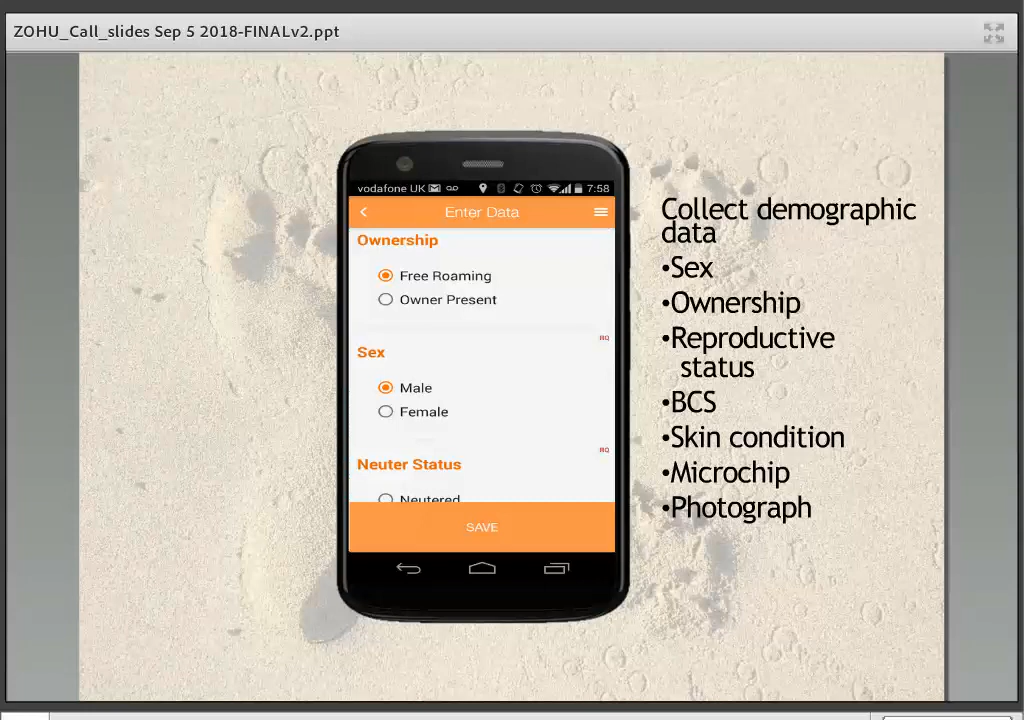 ZOHU_Call_slides Sep 5 2018-FINALv2.ppt
vodafone UK 7:58
Enter Data
Ownership
Free Roaming
Owner Present
RQ
Sex
Male
Female
RQ
Neuter Status
Neutered
SAVE
Collect demographic
data
•Sex
•Ownership
•Reproductive
status
•BCS
•Skin condition
•Microchip
•Photograph